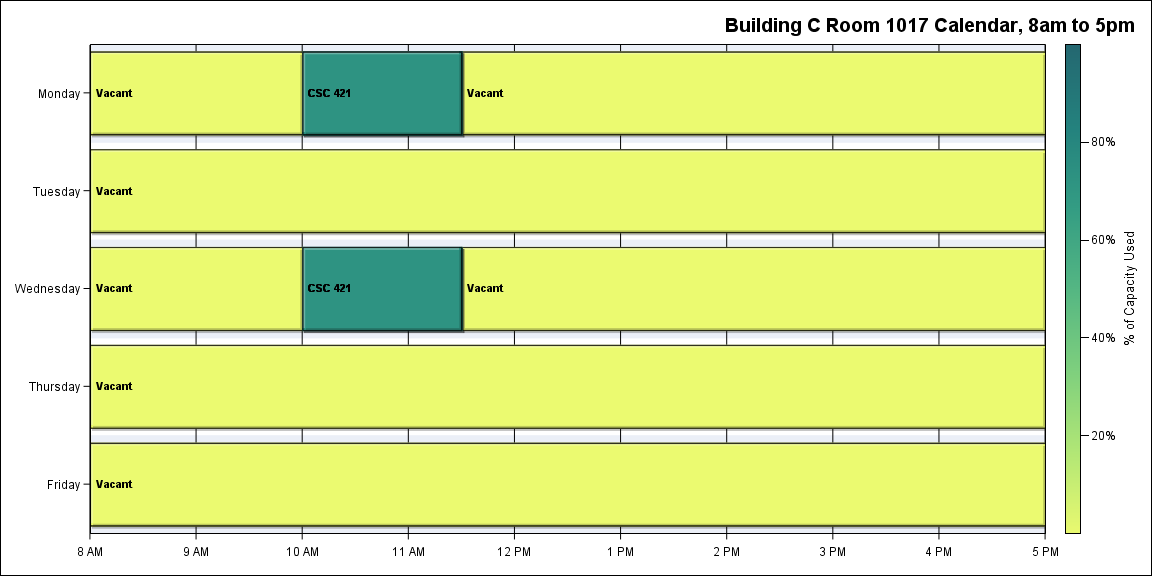 Building C Room 1017 Calendar, 8am to 5pm
Monday Vacant CSC 421 Vacant
Tuesday Vacant
Wednesday Vacant CSC 421 Vacant
Thursday Vacant
Friday Vacant
8 AM 9 AM 10 AM 11 AM 12 PM 1 PM 2 PM 3 PM 4 PM 5 PM
80%
60%
40%
20%
% of Capacity Used